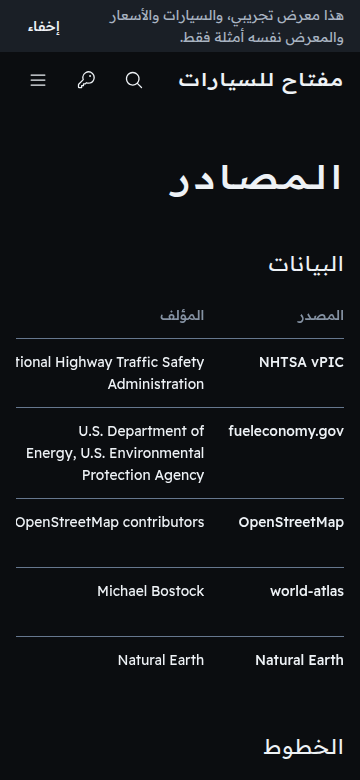 هذا معرض تجريبي، والسيارات والأسعار
والمعرض نفسه أمثلة فقط.
إخفاء
مفتاح للسيارات
المصادر
البيانات
المصدر المؤلف
NHTSA vPIC
Highway Traffic Safety
Administration
fueleconomy.gov
U.S. Department of
Energy, U.S. Environmental
Protection Agency
OpenStreetMap
OpenStreetMap contributors
world-atlas
Michael Bostock
Natural Earth
Natural Earth
الخطوط